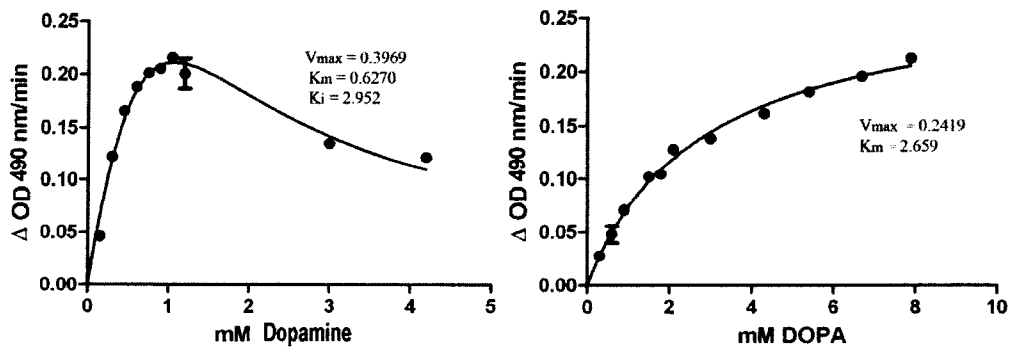 0.25
0.20
0.15
0.10
0.05
0.00
Δ OD 490 nm/min
Vmax = 0.3969
Km = 0.6270
Ki = 2.952
0 1 2 3 4 5
mM Dopamine
0.25
0.20
0.15
0.10
0.05
0.00
Δ OD 490 nm/min
Vmax = 0.2419
Km = 2.659
0 2 4 6 8 10
mM DOPA